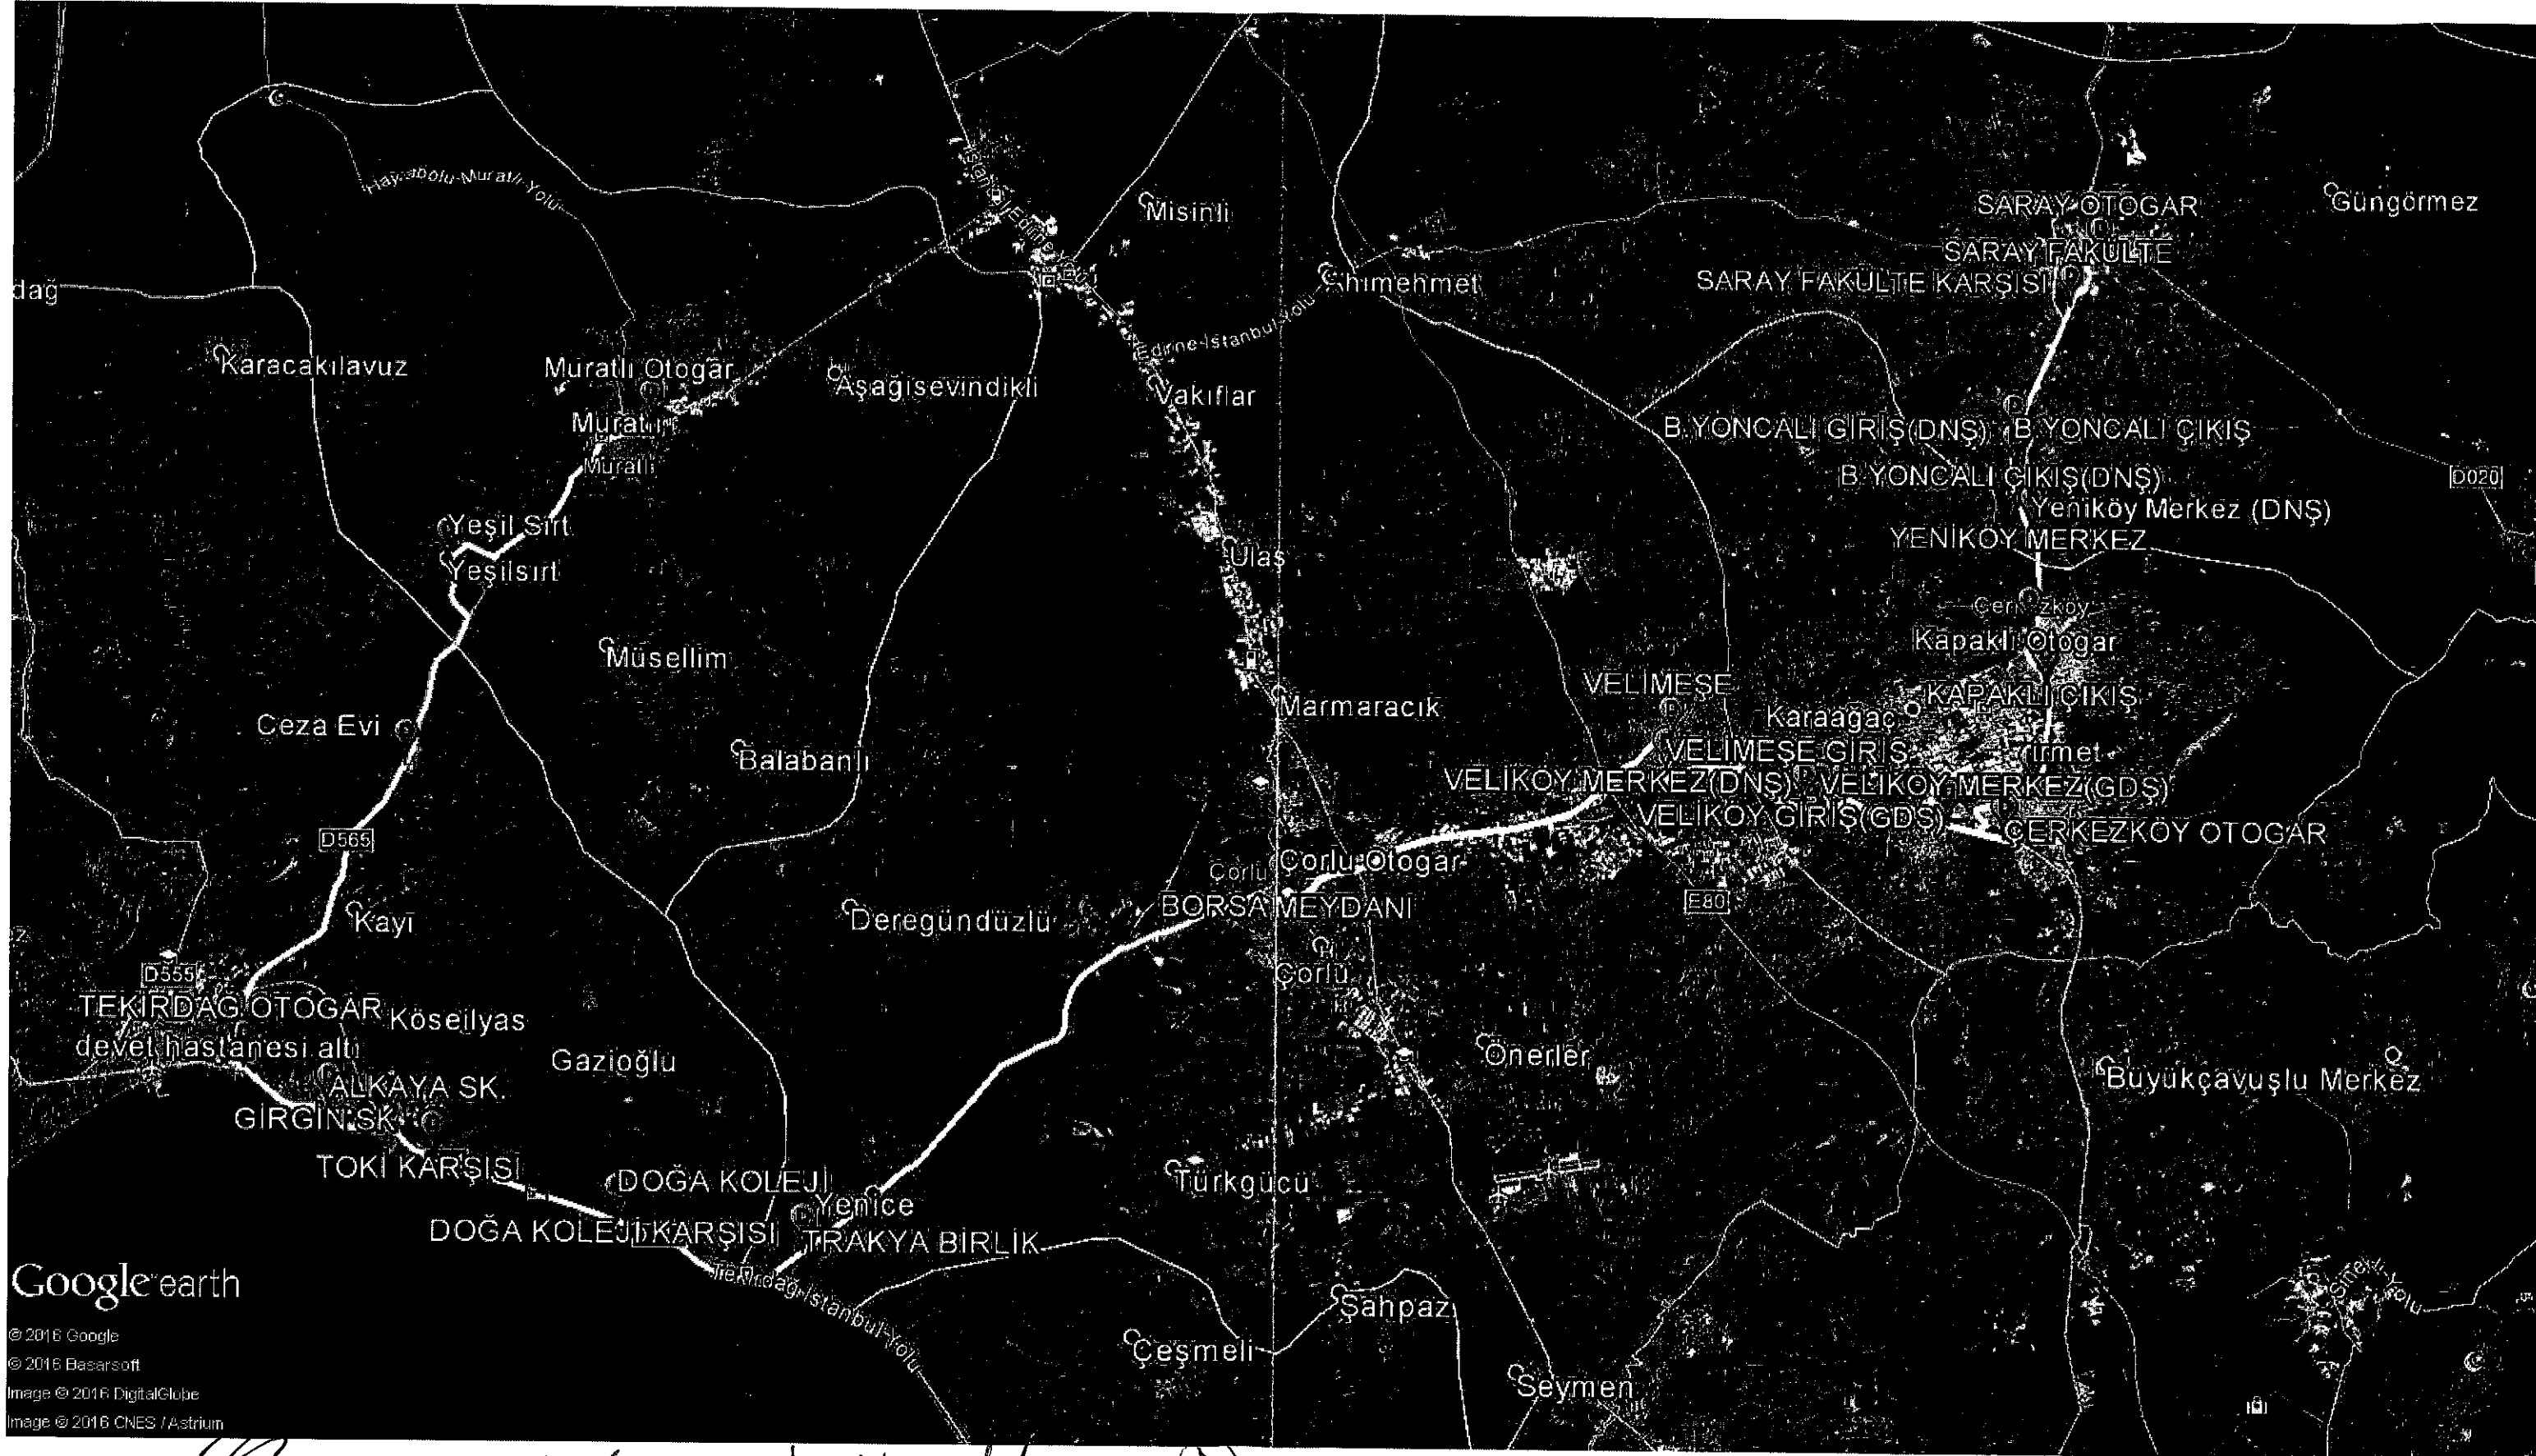 Hayrabolu-Muratlı-Yolu
Misinli
SARAY OTOGAR
Güngörmez
SARAY FAKÜLTE
SARAY FAKÜLTE KARŞISI
dağ
Karacakılavuz
Muratlı Otogar
Aşağısevindikli
Vakıflar
Muratlı
Muratlı
B.YONCALI GİRİŞ(DNŞ)
B.YONCALI ÇIKIŞ
B.YONCALI ÇIKIŞ(DNŞ)
D020
Yeniköy Merkez (DNŞ)
Yeşil Sırt
YENİKÖY MERKEZ
Ulaş
Yeşilsırt
Kapaklı Otogar
Müsellim
VELİMEŞE
KAPAKLI ÇIKIŞ
Marmaracık
Karaağaç
Ceza Evi
VELİMEŞE GİRİŞ
Balabanlı
VELİKÖY MERKEZ(DNŞ)
VELİKÖY MERKEZ(GDŞ)
VELİKÖY GİRİŞ(GDŞ)
ÇERKEZKÖY OTOGAR
D565
Çorlu Otogar
Çorlu
BORSA MEYDANI
E80
Kayı
Deregündüzlü
Çorlu
D555
TEKİRDAĞ OTOGAR
Köseilyas
devet hastanesi altı
Gazioğlu
Önerler
Büyükçavuşlu Merkez
ALKAYA SK.
GİRGİN SK
TOKİ KARŞISI
DOĞA KOLEJİ
Türkgücü
Yenice
DOĞA KOLEJİ KARŞISI
TRAKYA BİRLİK
Tekirdağ-İstanbul-Yolu
Google earth
Şahpaz
Sinekli Yolu
Çeşmeli
Seymen
© 2016 Google
© 2016 Basarsoft
Image © 2016 DigitalGlobe
Image © 2016 CNES / Astrium